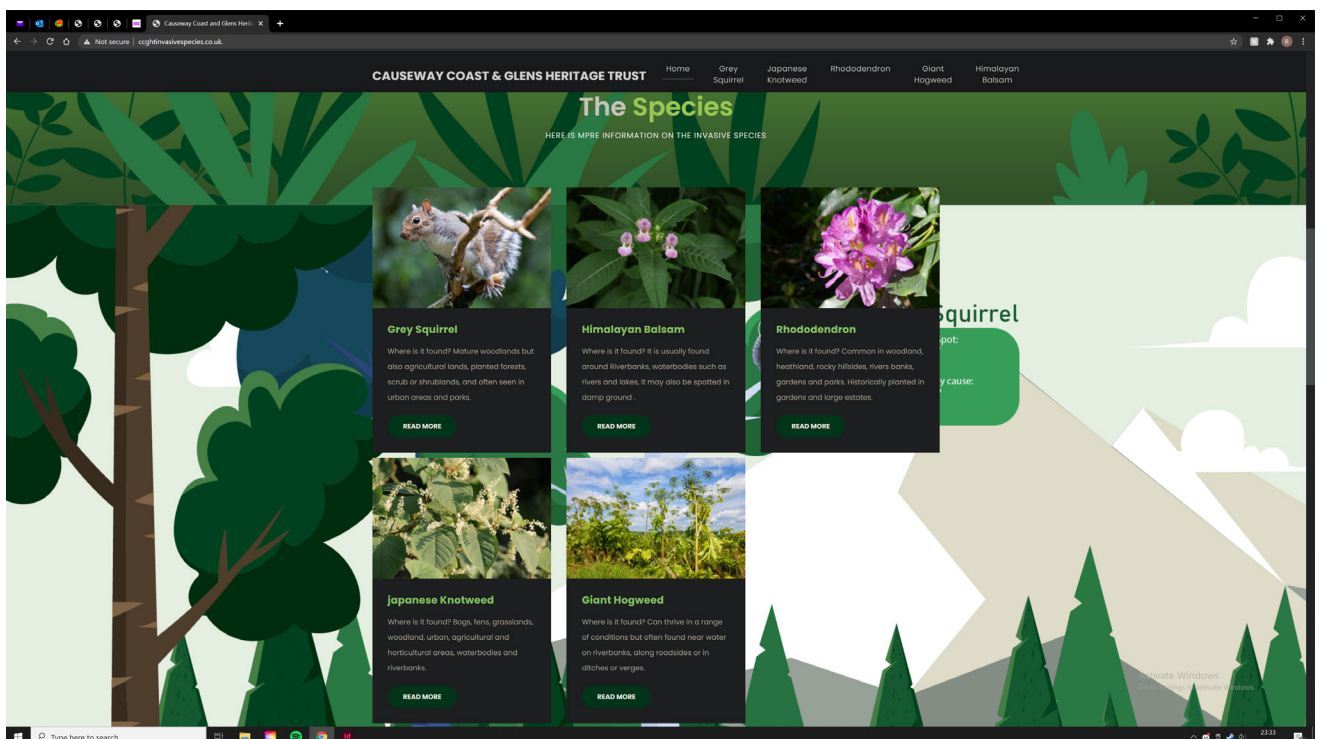 Causeway Coast and Glens Herit
Not secure | ccghtinvasivespecies.co.uk
CAUSEWAY COAST & GLENS HERITAGE TRUST
Home
Grey
Squirrel
Japanese
Knotweed
Rhododendron
Giant
Hogweed
Himalayan
Balsam
The Species
HERE IS MPRE INFORMATION ON THE INVASIVE SPECIES
Grey Squirrel
Where is it found? Mature woodlands but
also agricultural lands, planted forests,
scrub or shrublands, and often seen in
urban areas and parks.
READ MORE
Himalayan Balsam
Where is it found? It is usually found
around Riverbanks, waterbodies such as
rivers and lakes, it may also be spotted in
damp ground .
READ MORE
Rhododendron
Where is it found? Common in woodland,
heathland, rocky hillsides, rivers banks,
gardens and parks. Historically planted in
gardens and large estates.
READ MORE
quirrel
pot:
y cause:
japanese Knotweed
Where is it found? Bogs, fens, grasslands,
woodland, urban, agricultural and
horticultural areas, waterbodies and
riverbanks.
READ MORE
Giant Hogweed
Where is it found? Can thrive in a range
of conditions but often found near water
on riverbanks, along roadsides or in
ditches or verges.
READ MORE
Activate Windows
Go to Settings to activate Windows.
Type here to search
Id
23:33